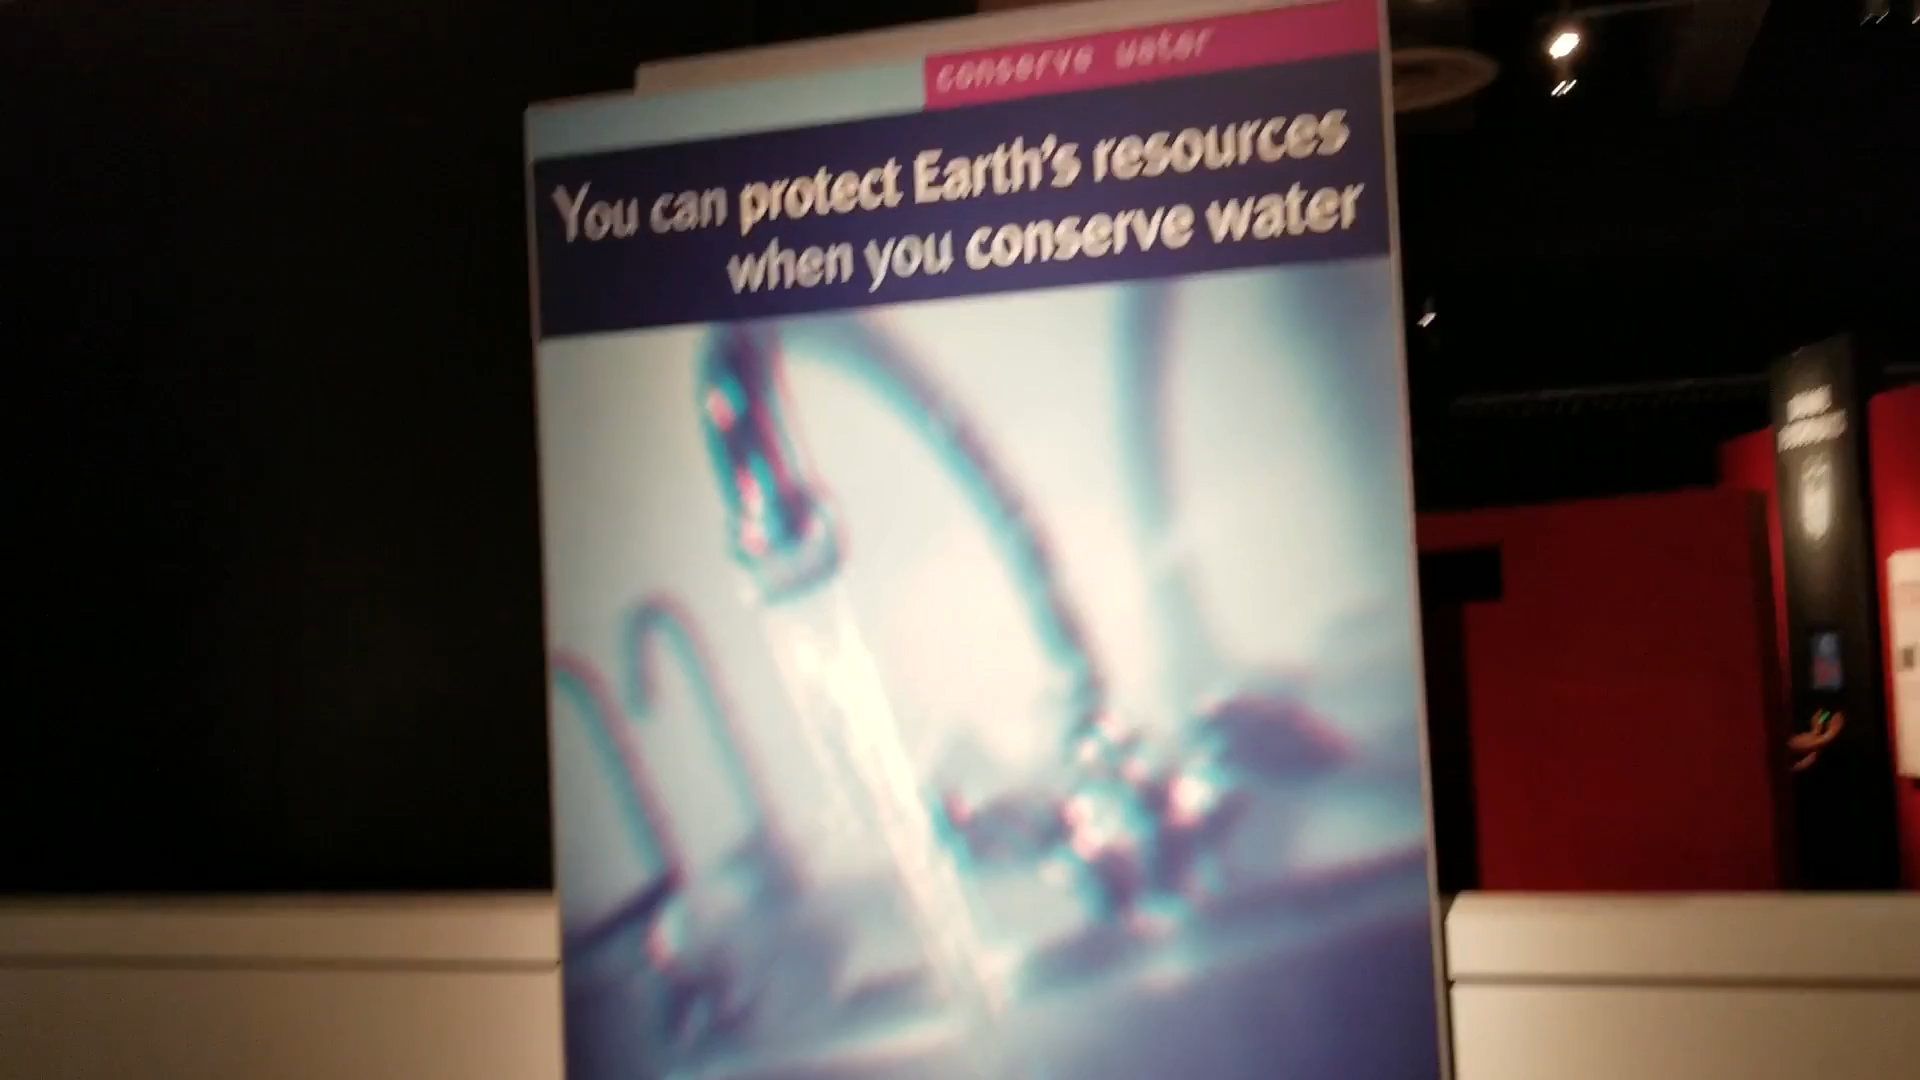 conserve water
You can protect Earth's resources
when you conserve water